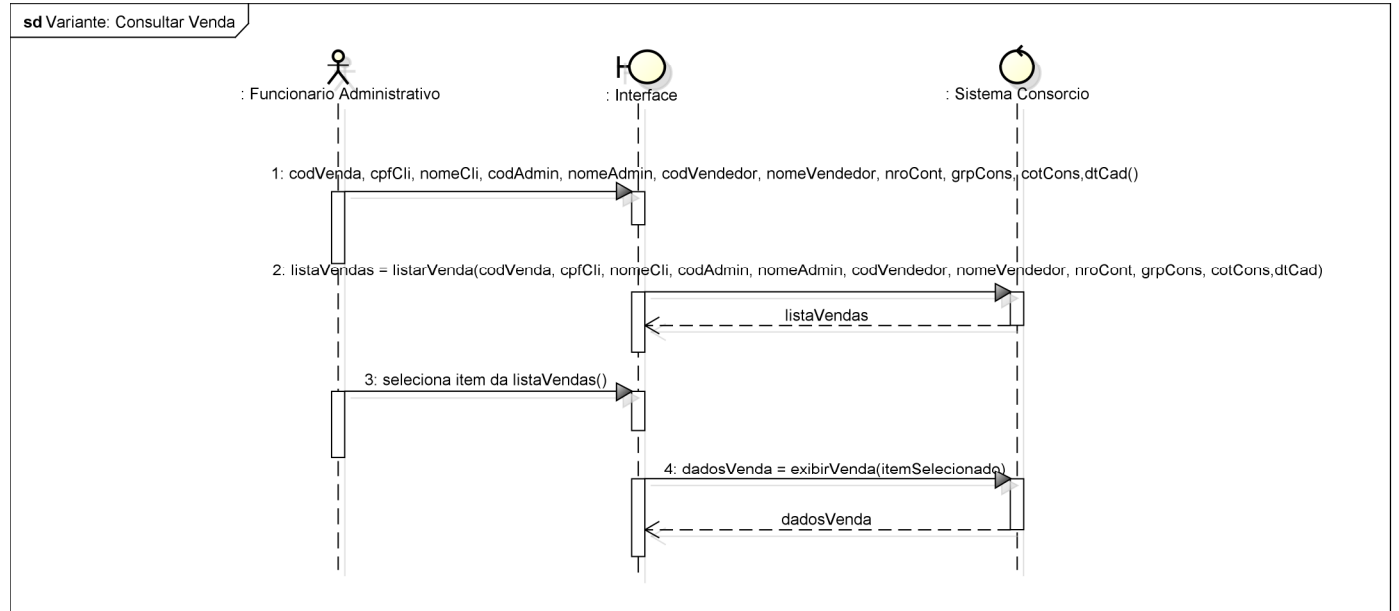 sd Variante: Consultar Venda
: Funcionario Administrativo
: Interface
: Sistema Consorcio
1: codVenda, cpfCli, nomeCli, codAdmin, nomeAdmin, codVendedor, nomeVendedor, nroCont, grpCons, cotCons,dtCad()
2: listaVendas = listarVenda(codVenda, cpfCli, nomeCli, codAdmin, nomeAdmin, codVendedor, nomeVendedor, nroCont, grpCons, cotCons,dtCad)
listaVendas
3: seleciona item da listaVendas()
4: dadosVenda = exibirVenda(itemSelecionado)
dadosVenda